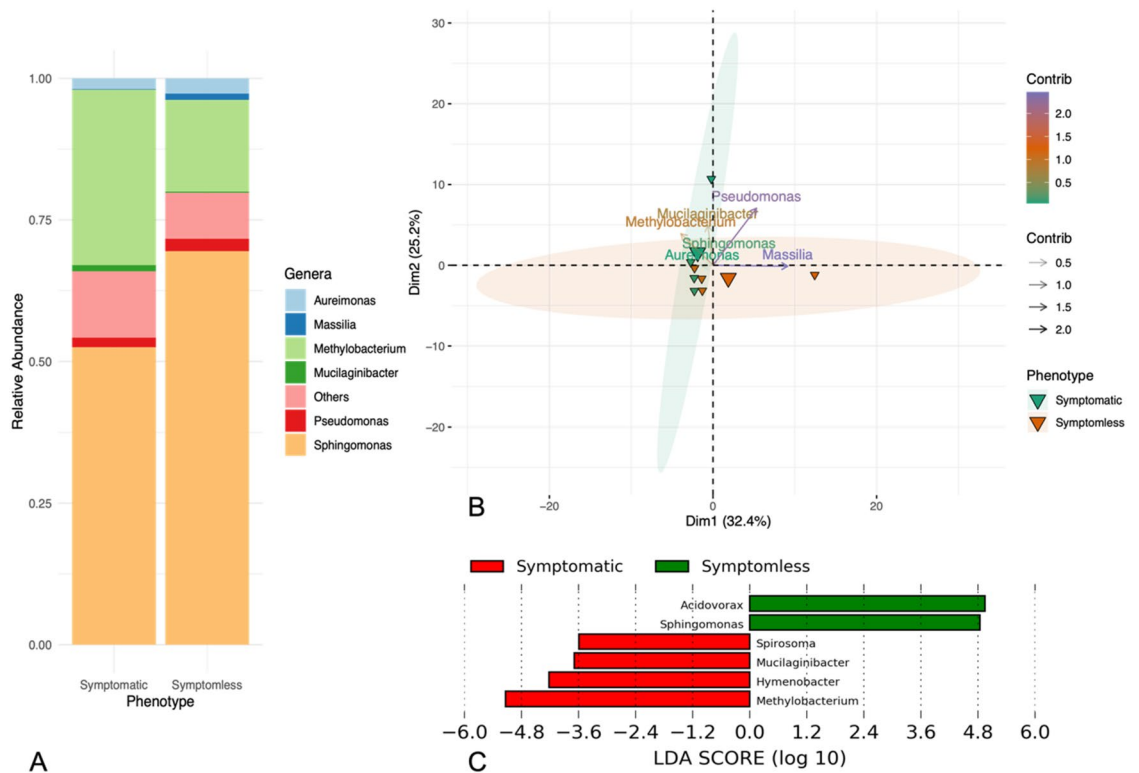 1.00
0.75
0.50
0.25
0.00
Relative Abundance
Symptomatic
Symptomless
Phenotype
Genera
Aureimonas
Massilia
Methylobacterium
Mucilaginibacter
Others
Pseudomonas
Sphingomonas
A
30
20
10
0
−10
−20
Dim2 (25.2%)
Pseudomonas
Mucilaginibacter
Methylobacterium
Sphingomonas
Aureimonas
Massilia
−20
0
20
Dim1 (32.4%)
B
Contrib
2.0
1.5
1.0
0.5
Contrib
0.5
1.0
1.5
2.0
Phenotype
Symptomatic
Symptomless
Symptomatic
Symptomless
Acidovorax
Sphingomonas
Spirosoma
Mucilaginibacter
Hymenobacter
Methylobacterium
−6.0 −4.8 −3.6 −2.4 −1.2 0.0 1.2 2.4 3.6 4.8 6.0
LDA SCORE (log 10)
C